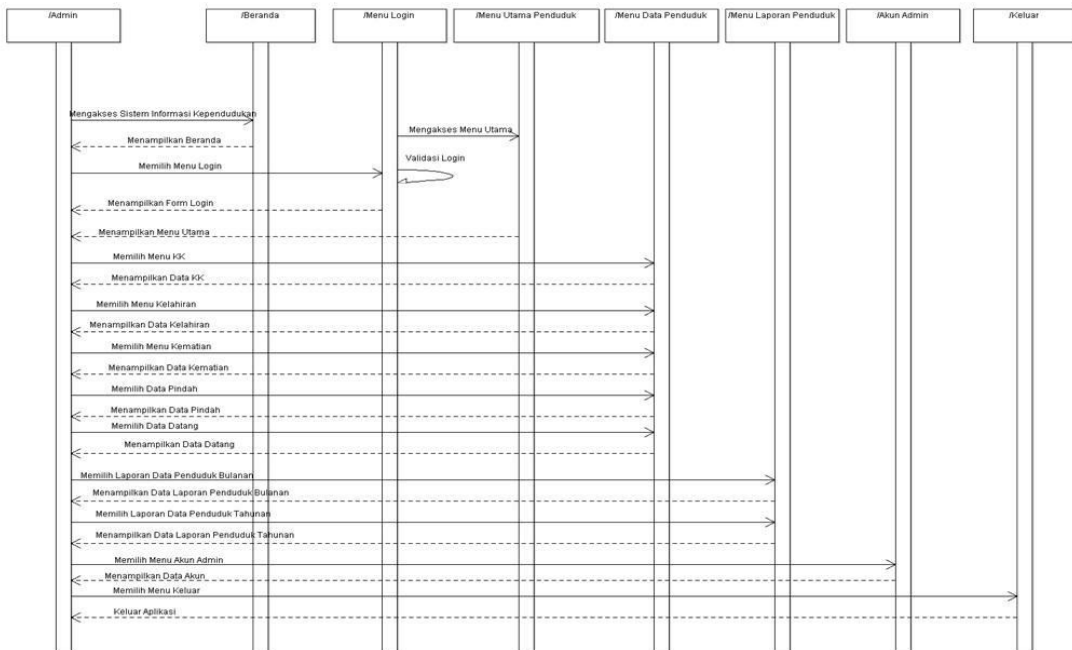 /Admin
/Beranda
/Menu Login
/Menu Utama Penduduk
/Menu Data Penduduk
/Menu Laporan Penduduk
/Akun Admin
/Keluar
Mengakses Sistem Informasi Kependudukan
Mengakses Menu Utama
Menampilkan Beranda
Validasi Login
Memilih Menu Login
Menampilkan Form Login
Menampilkan Menu Utama
Memilih Menu KK
Menampilkan Data KK
Memilih Menu Kelahiran
Menampilkan Data Kelahiran
Memilih Menu Kematian
Menampilkan Data Kematian
Memilih Data Pindah
Menampilkan Data Pindah
Memilih Data Datang
Menampilkan Data Datang
Memilih Laporan Data Penduduk Bulanan
Menampilkan Data Laporan Penduduk Bulanan
Memilih Laporan Data Penduduk Tahunan
Menampilkan Data Laporan Penduduk Tahunan
Memilih Menu Akun Admin
Menampilkan Data Akun
Memilih Menu Keluar
Keluar Aplikasi